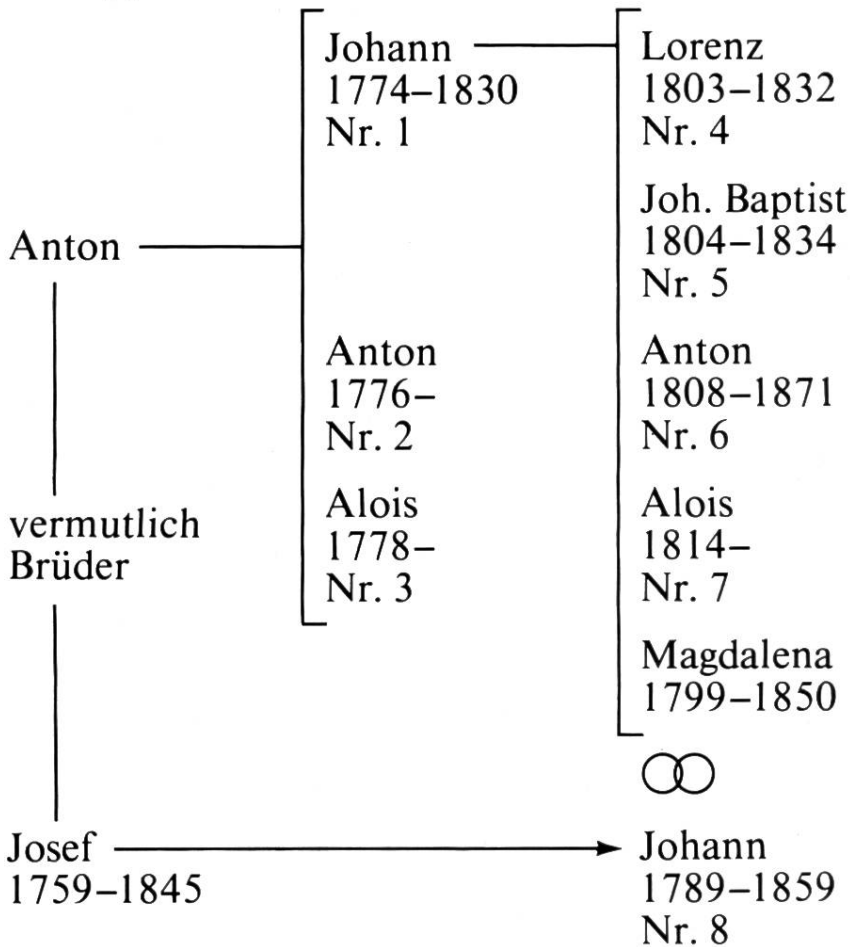 Johann
1774–1830
Nr. 1
Lorenz
1803–1832
Nr. 4
Joh. Baptist
1804–1834
Nr. 5
Anton
Anton
1776–
Nr. 2
Anton
1808–1871
Nr. 6
vermutlich
Brüder
Alois
1778–
Nr. 3
Alois
1814–
Nr. 7
Magdalena
1799–1850
Josef
1759–1845
Johann
1789–1859
Nr. 8